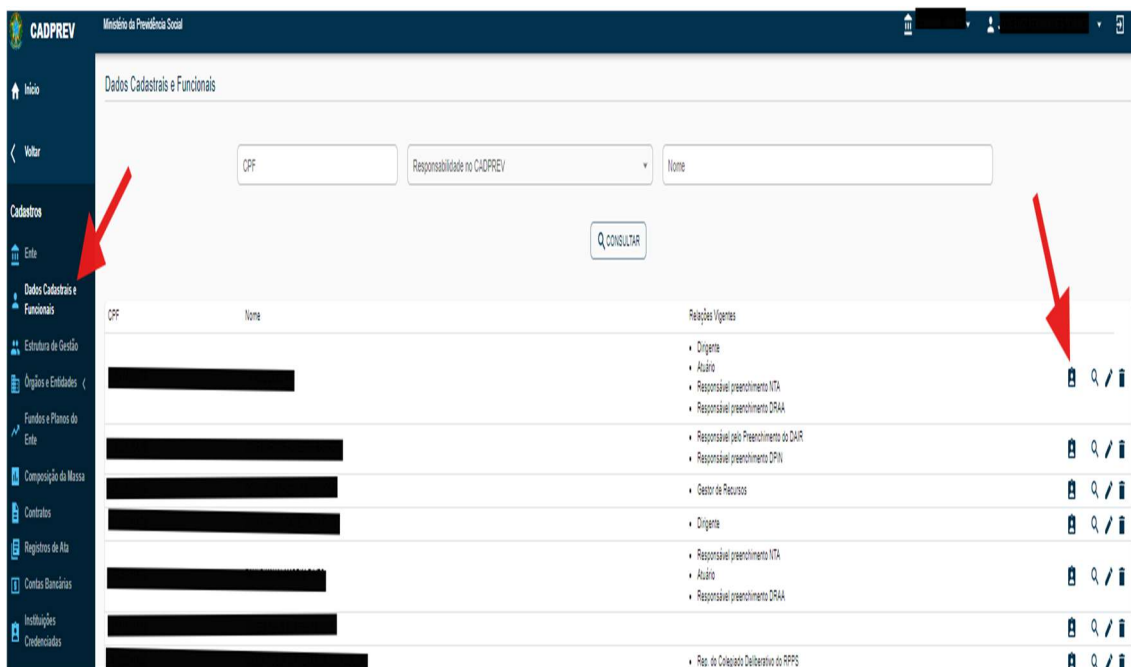 CADPREV
Ministério da Previdência Social
Início
Voltar
Cadastros
Ente
Dados Cadastrais e
Funcionais
Estrutura de Gestão
Órgãos e Entidades
Fundos e Planos do
Ente
Composição da Massa
Contratos
Registros de Ata
Contas Bancárias
Instituições
Credenciadas
Dados Cadastrais e Funcionais
CPF
Responsabilidade no CADPREV
Nome
CONSULTAR
CPF Nome Relações Vigentes
• Dirigente
• Atuário
• Responsável preenchimento NTA
• Responsável preenchimento DRAA
• Responsável pelo Preenchimento do DAIR
• Responsável preenchimento DPIN
• Gestor de Recursos
• Dirigente
• Responsável preenchimento NTA
• Atuário
• Responsável preenchimento DRAA
• Rep. do Colegiado Deliberativo do RPPS